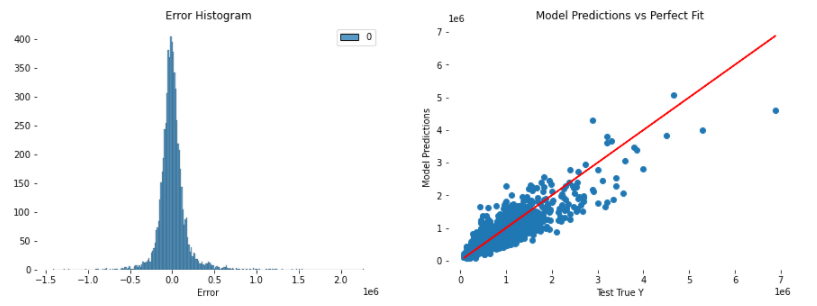 Error Histogram
0
400
350
300
250
200
150
100
50
0
−1.5 −1.0 −0.5 0.0 0.5 1.0 1.5 2.0
Error
1e6
Model Predictions vs Perfect Fit
1e6
7
6
5
4
3
2
1
0
Model Predictions
0 1 2 3 4 5 6 7
Test True Y
1e6